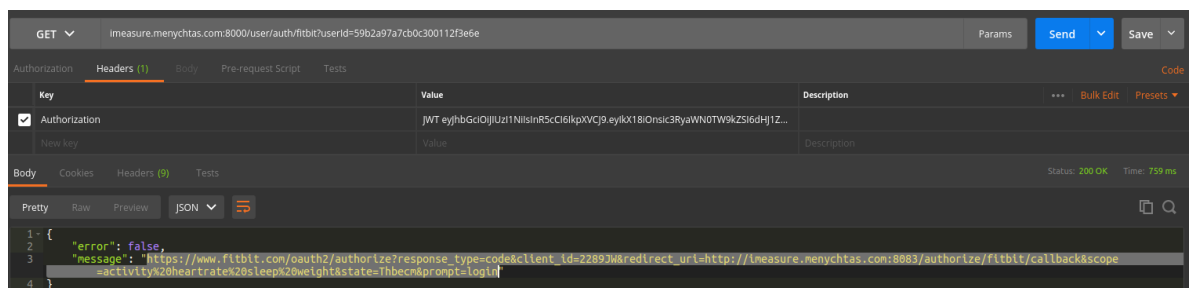 GET imeasure.menychtas.com:8000/user/auth/fitbit?userId=59b2a97a7cb0c300112f3e6e Params Send Save
Authorization Headers (1) Body Pre-request Script Tests Code
Key Value Description ••• Bulk Edit Presets
Authorization JWT eyJhbGciOiJIUzI1NiIsInR5cCI6IkpXVCJ9.eyIkX18iOnsic3RyaWN0TW9kZSI6dHJ1Z...
New key Value Description
Body Cookies Headers (9) Tests Status: 200 OK Time: 759 ms
Pretty Raw Preview JSON
1 {
2 "error": false,
3 "message": "https://www.fitbit.com/oauth2/authorize?response_type=code&client_id=2289JW&redirect_uri=http://imeasure.menychtas.com:8083/authorize/fitbit/callback&scope
=activity%20heartrate%20sleep%20weight&state=Thbecm&prompt=login"
4 }